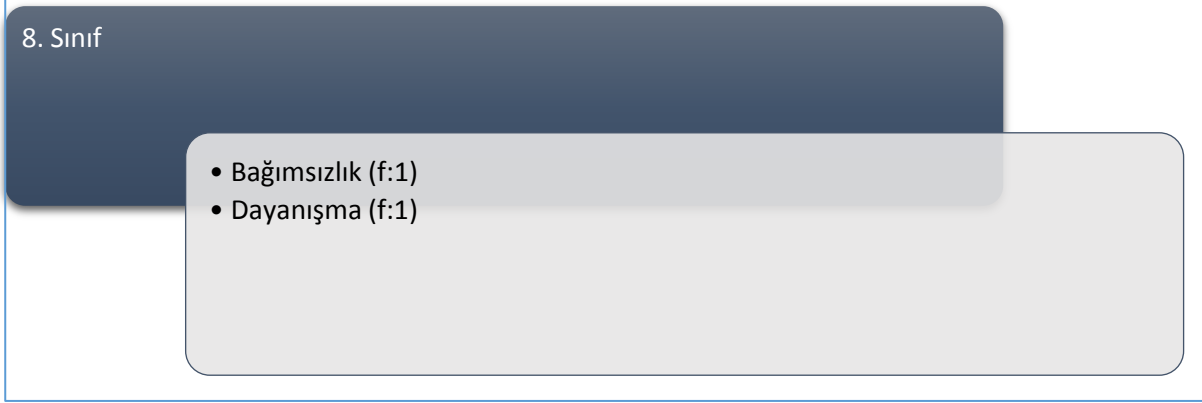 8. Sınıf
• Bağımsızlık (f:1)
• Dayanışma (f:1)